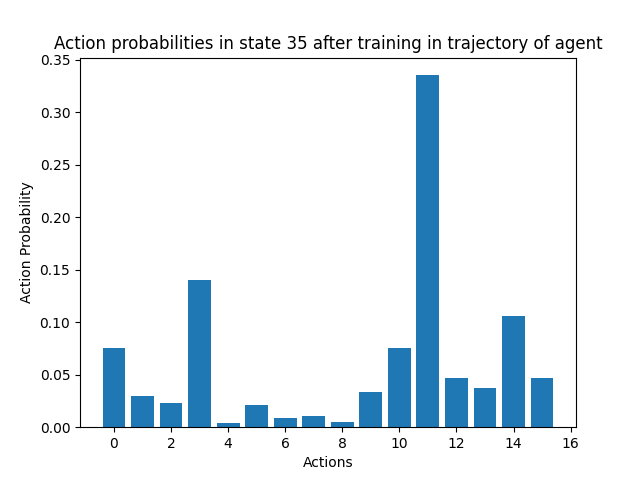 Action probabilities in state 35 after training in trajectory of agent
0.35
0.30
0.25
0.20
0.15
0.10
0.05
0.00
Action Probability
0 2 4 6 8 10 12 14 16
Actions